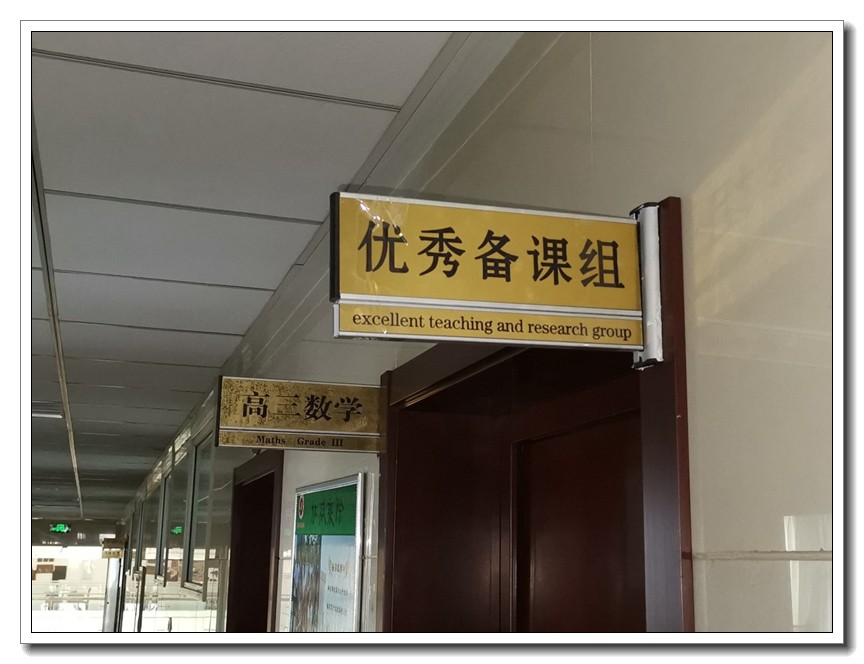 优秀备课组
excellent teaching and research group
高三数学
Maths Grade III